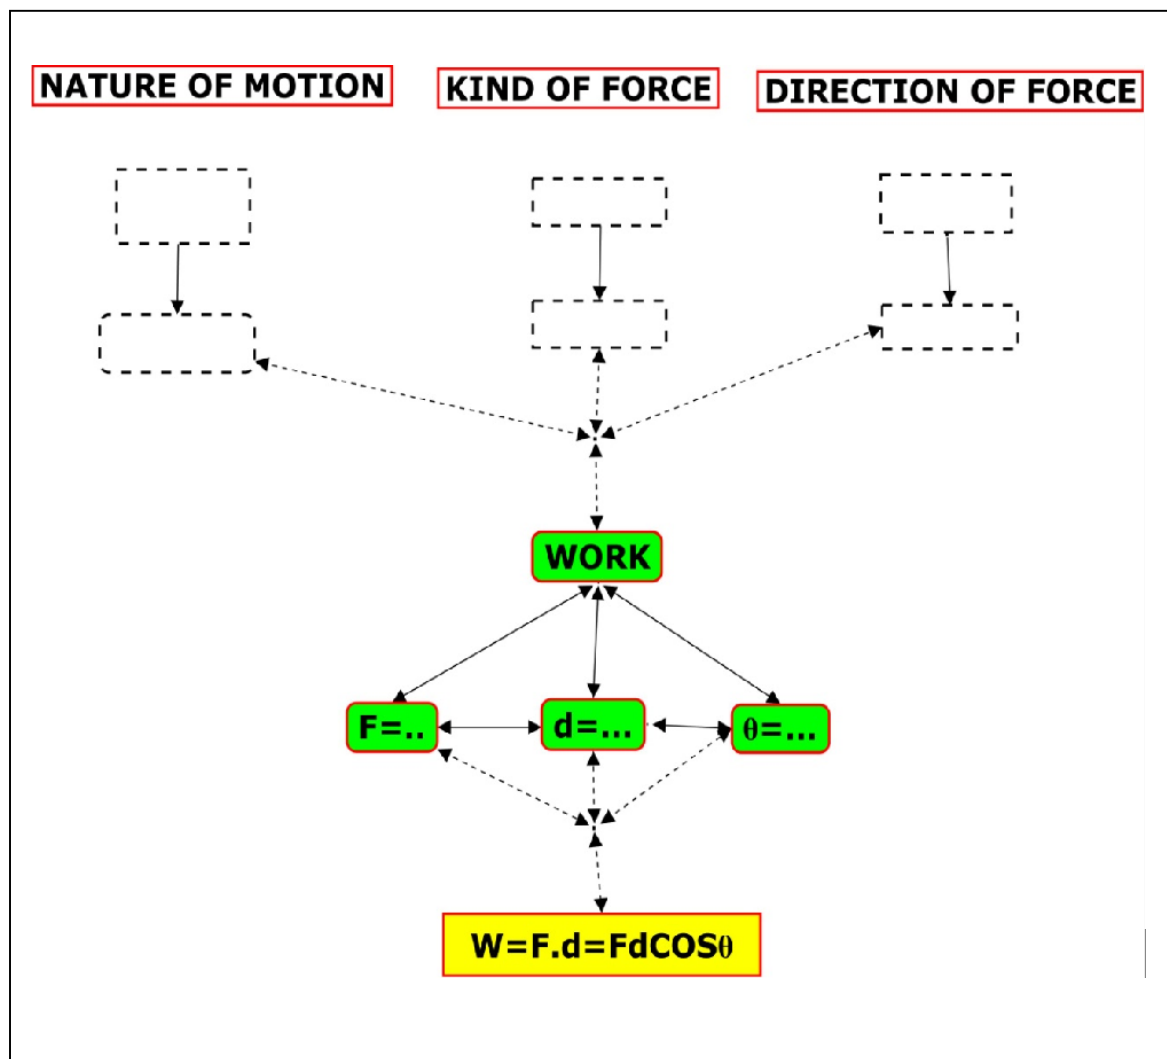 NATURE OF MOTION
KIND OF FORCE
DIRECTION OF FORCE
WORK
F=..
d=...
θ=...
W=F.d=FdCOSθ